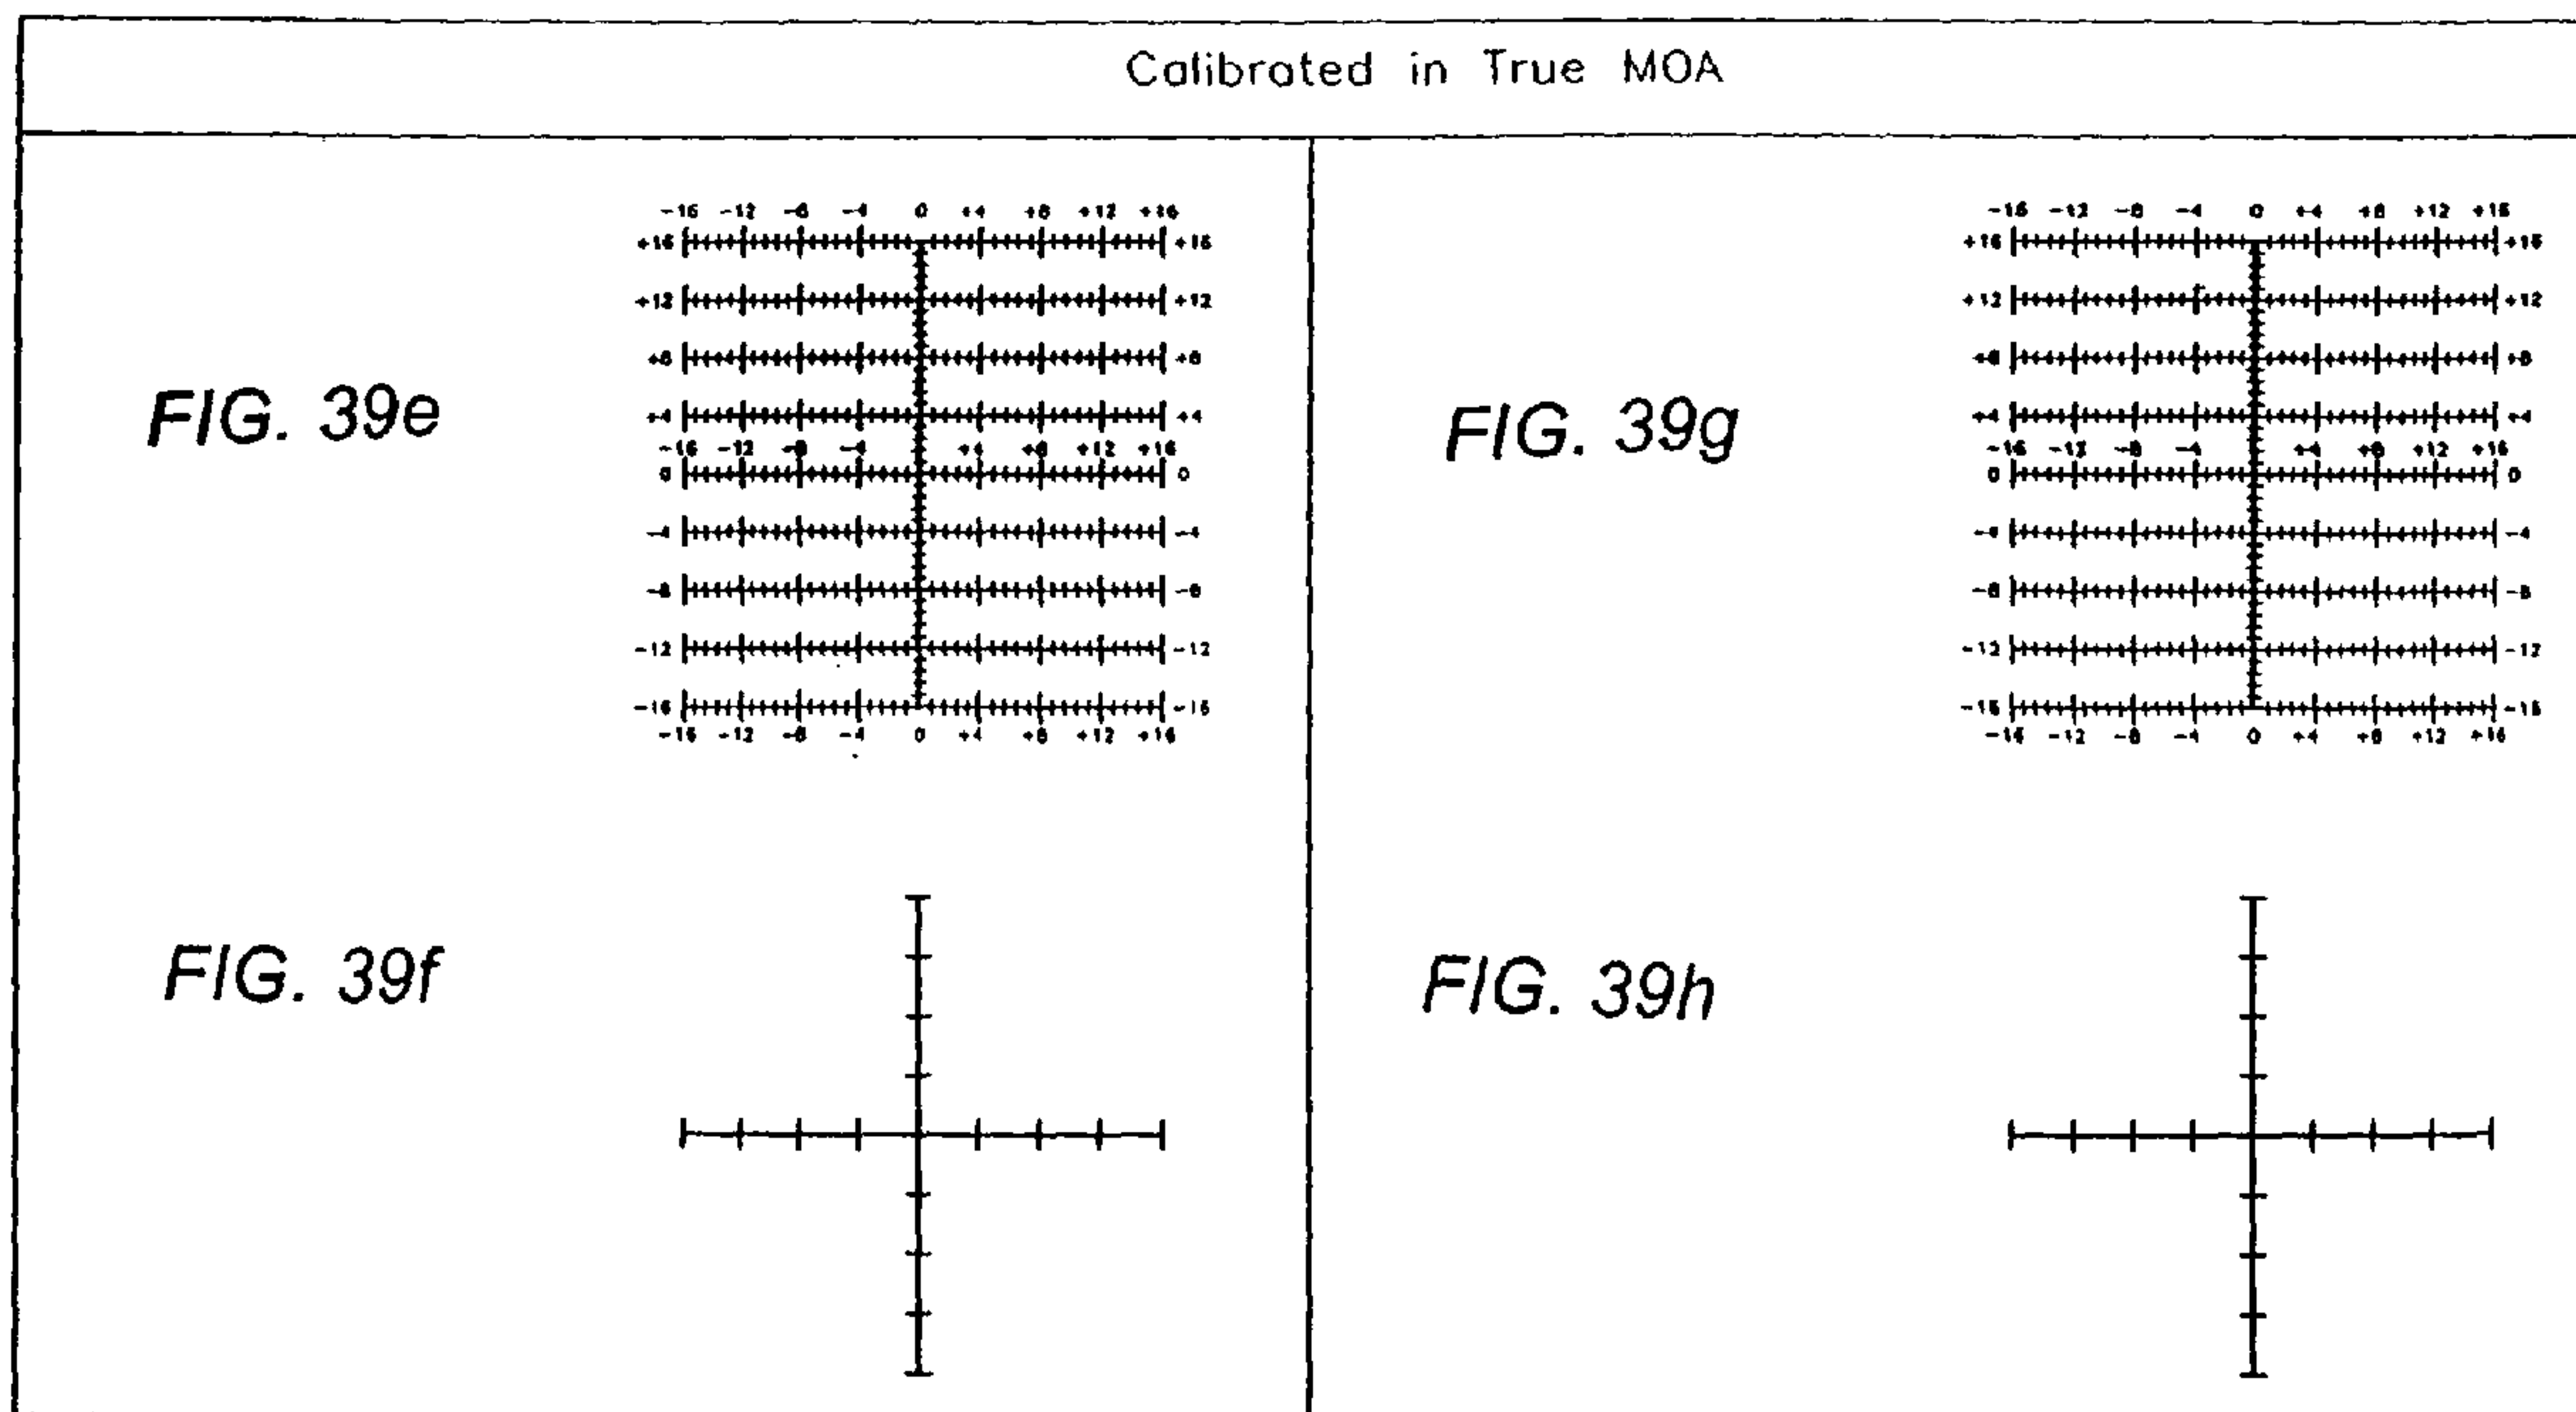 Calibrated in True MOA
FIG. 39e
-16 -12 -8 -4 0 +4 +8 +12 +16
+16 +16
+12 +12
+8 +8
+4 +4
-16 -12 -8 -4 +4 +8 +12 +16
0 0
-4 -4
-8 -8
-12 -12
-16 -16
-16 -12 -8 -4 0 +4 +8 +12 +16
FIG. 39g
-16 -12 -8 -4 0 +4 +8 +12 +16
+16 +16
+12 +12
+8 +8
+4 +4
-16 -12 -8 -4 +4 +8 +12 +16
0 0
-4 -4
-8 -8
-12 -12
-16 -16
-16 -12 -8 -4 0 +4 +8 +12 +16
FIG. 39f
FIG. 39h